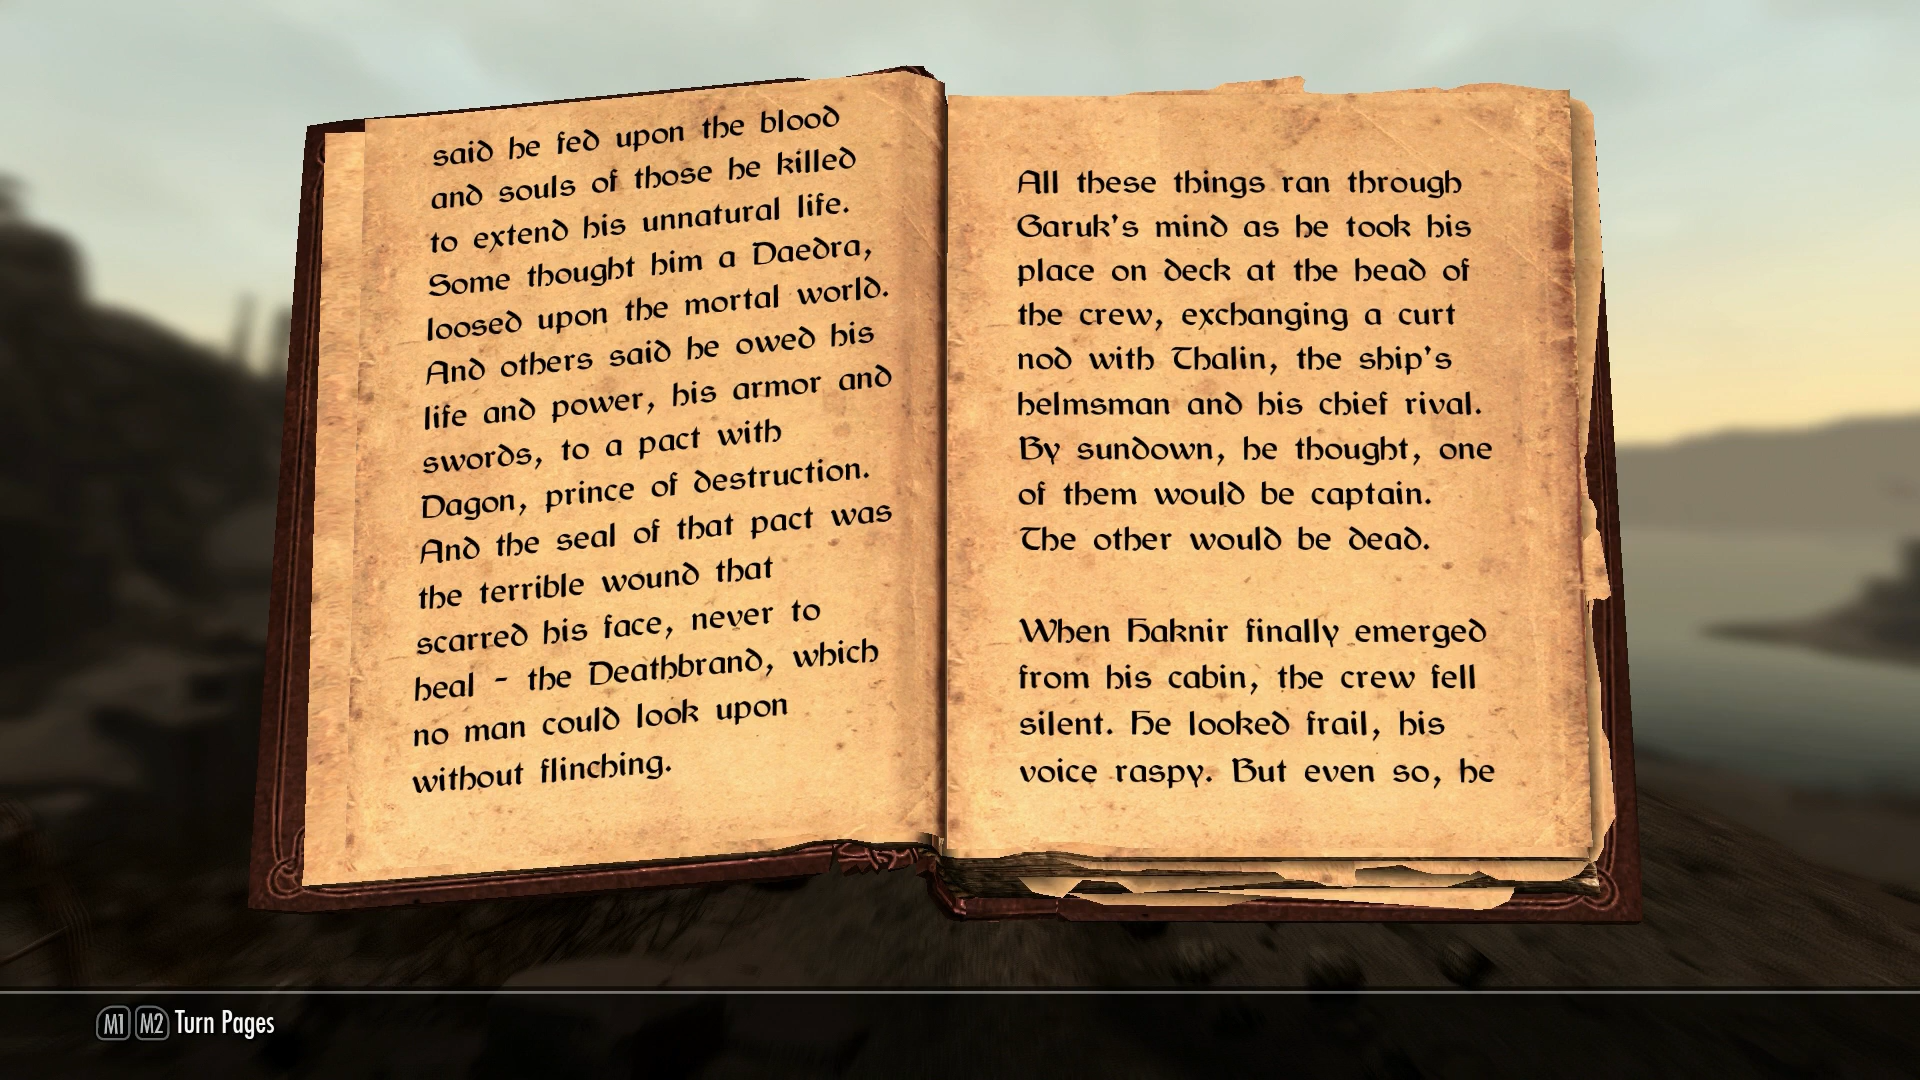 said he fed upon the blood
and souls of those he killed
to extend his unnatural life.
Some thought him a Daedra,
loosed upon the mortal world.
And others said he owed his
life and power, his armor and
swords, to a pact with
Dagon, prince of destruction.
And the seal of that pact was
the terrible wound that
scarred his face, never to
heal - the Deathbrand, which
no man could look upon
without flinching.
All these things ran through
Garuk's mind as he took his
place on deck at the head of
the crew, exchanging a curt
nod with Thalin, the ship's
helmsman and his chief rival.
By sundown, he thought, one
of them would be captain.
The other would be dead.
When Haknir finally emerged
from his cabin, the crew fell
silent. He looked frail, his
voice raspy. But even so, he
M1 M2 Turn Pages